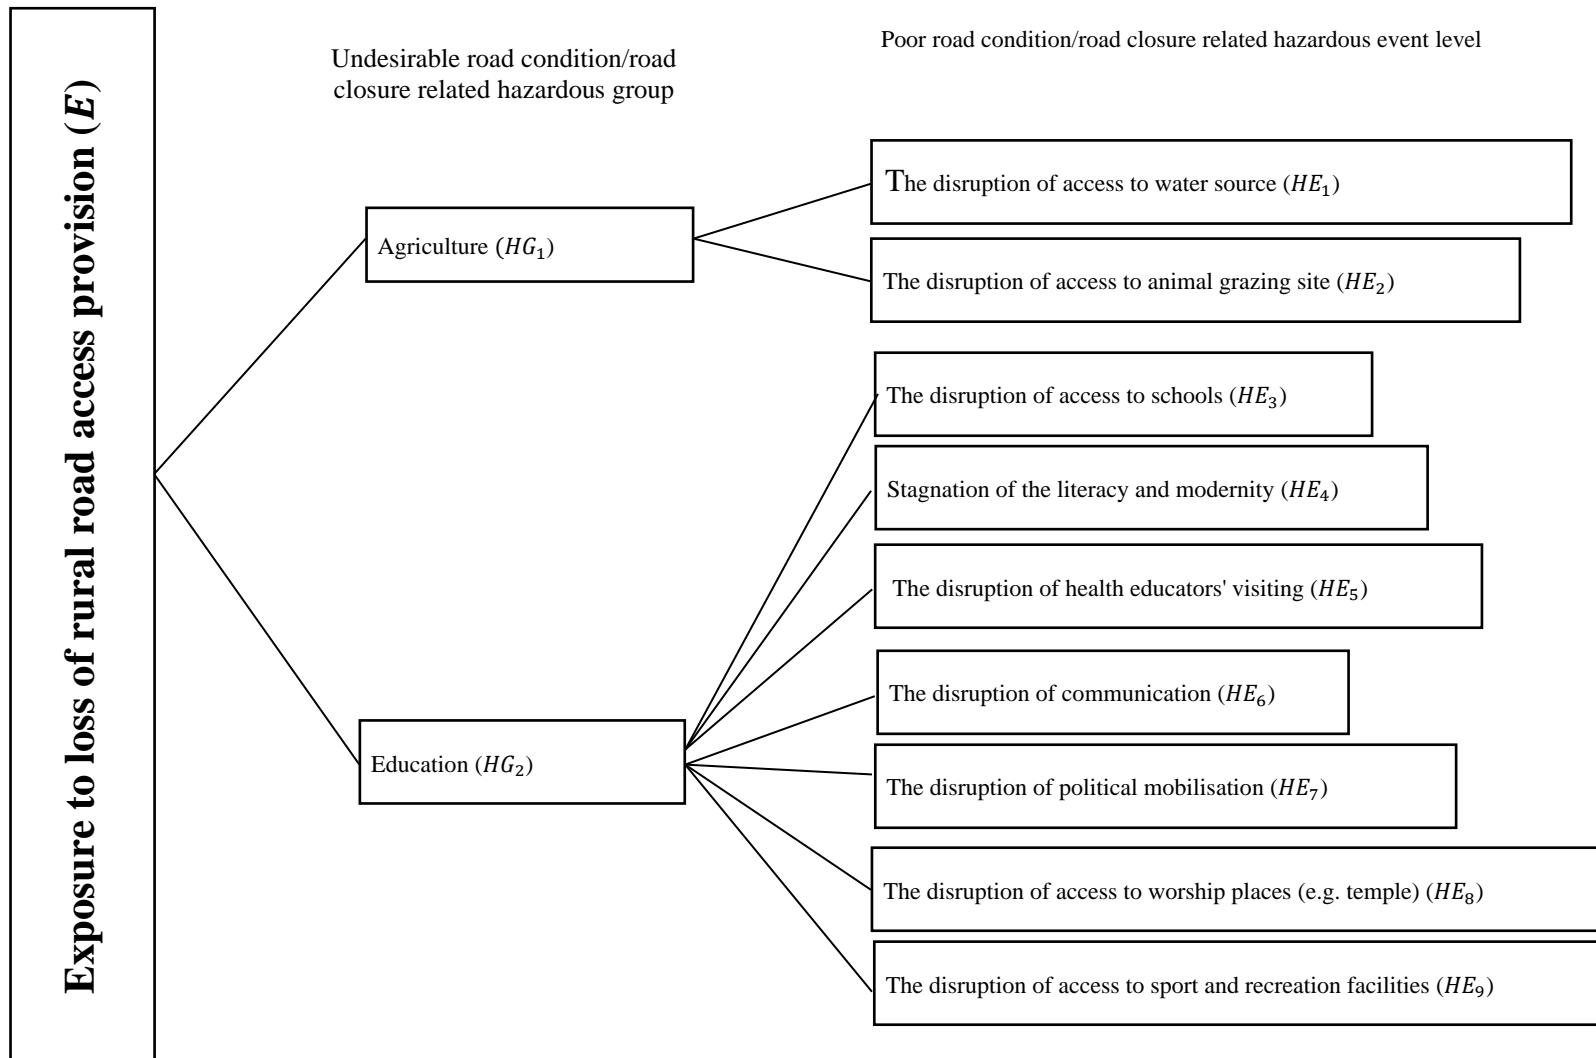 Exposure to loss of rural road access provision (E)
Undesirable road condition/road
closure related hazardous group
Poor road condition/road closure related hazardous event level
Agriculture (HG₁)
The disruption of access to water source (HE₁)
The disruption of access to animal grazing site (HE₂)
Education (HG₂)
The disruption of access to schools (HE₃)
Stagnation of the literacy and modernity (HE₄)
The disruption of health educators' visiting (HE₅)
The disruption of communication (HE₆)
The disruption of political mobilisation (HE₇)
The disruption of access to worship places (e.g. temple) (HE₈)
The disruption of access to sport and recreation facilities (HE₉)